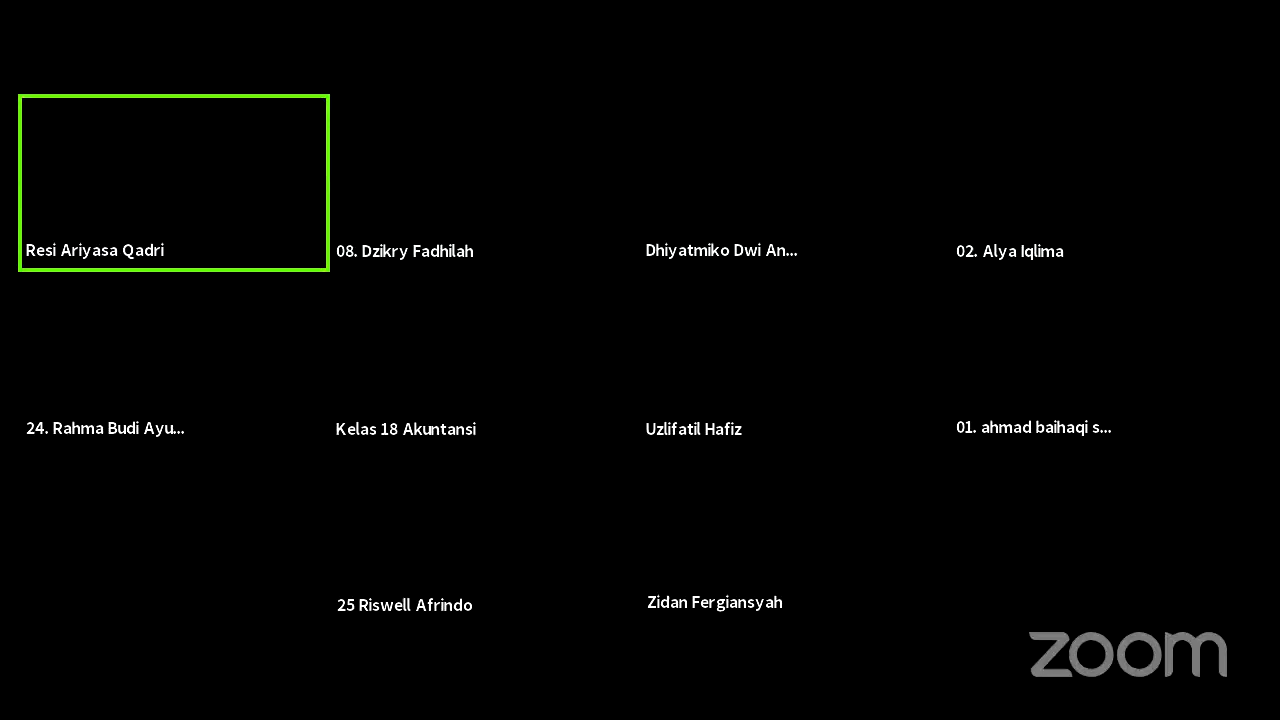 Resi Ariyasa Qadri
08. Dzikry Fadhilah
Dhiyatmiko Dwi An...
02. Alya Iqlima
24. Rahma Budi Ayu...
Kelas 18 Akuntansi
Uzlifatil Hafiz
01. ahmad baihaqi s...
25 Riswell Afrindo
Zidan Fergiansyah
zoom